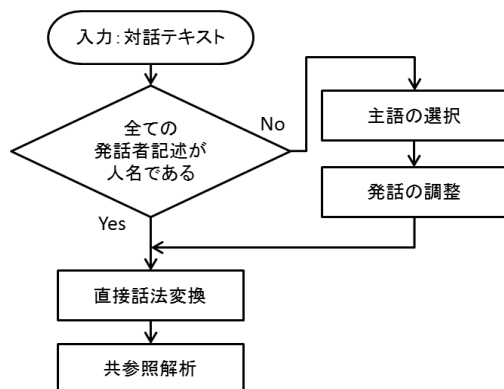 入力:対話テキスト
全ての
発話者記述が
人名である
No
主語の選択
発話の調整
Yes
直接話法変換
共参照解析